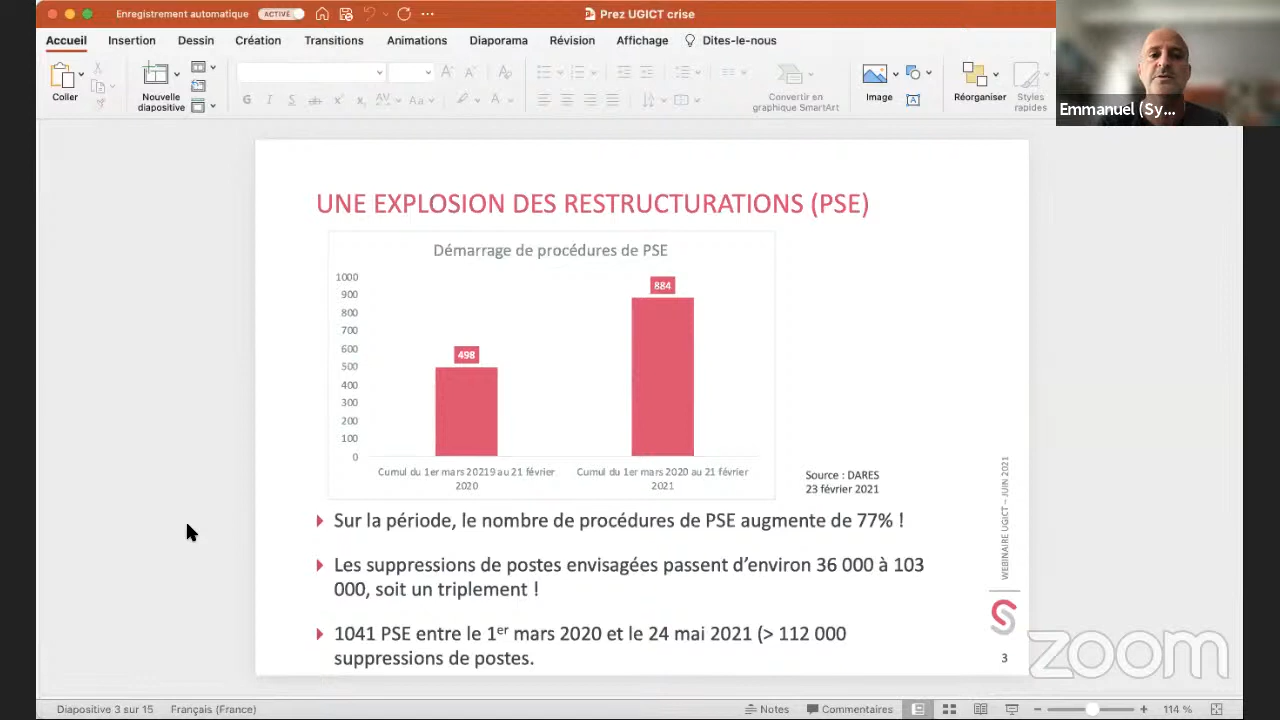 Enregistrement automatique ACTIVÉ
Prez UGICT crise
Accueil Insertion Dessin Création Transitions Animations Diaporama Révision Affichage Dites-le-nous
Coller
Nouvelle
diapositive
Convertir en
graphique SmartArt
Image
Réorganiser
Styles
rapides
Emmanuel (Sy...
UNE EXPLOSION DES RESTRUCTURATIONS (PSE)
Démarrage de procédures de PSE
1000
900
800
700
600
500
400
300
200
100
0
498
884
Cumul du 1er mars 20219 au 21 février
2020
Cumul du 1er mars 2020 au 21 février
2021
Source : DARES
23 février 2021
Sur la période, le nombre de procédures de PSE augmente de 77% !
Les suppressions de postes envisagées passent d’environ 36 000 à 103
000, soit un triplement !
1041 PSE entre le 1er mars 2020 et le 24 mai 2021 (> 112 000
suppressions de postes.
WEBINAIRE UGICT – JUIN 2021
3
zoom
Diapositive 3 sur 15 Français (France) Notes Commentaires 114 %